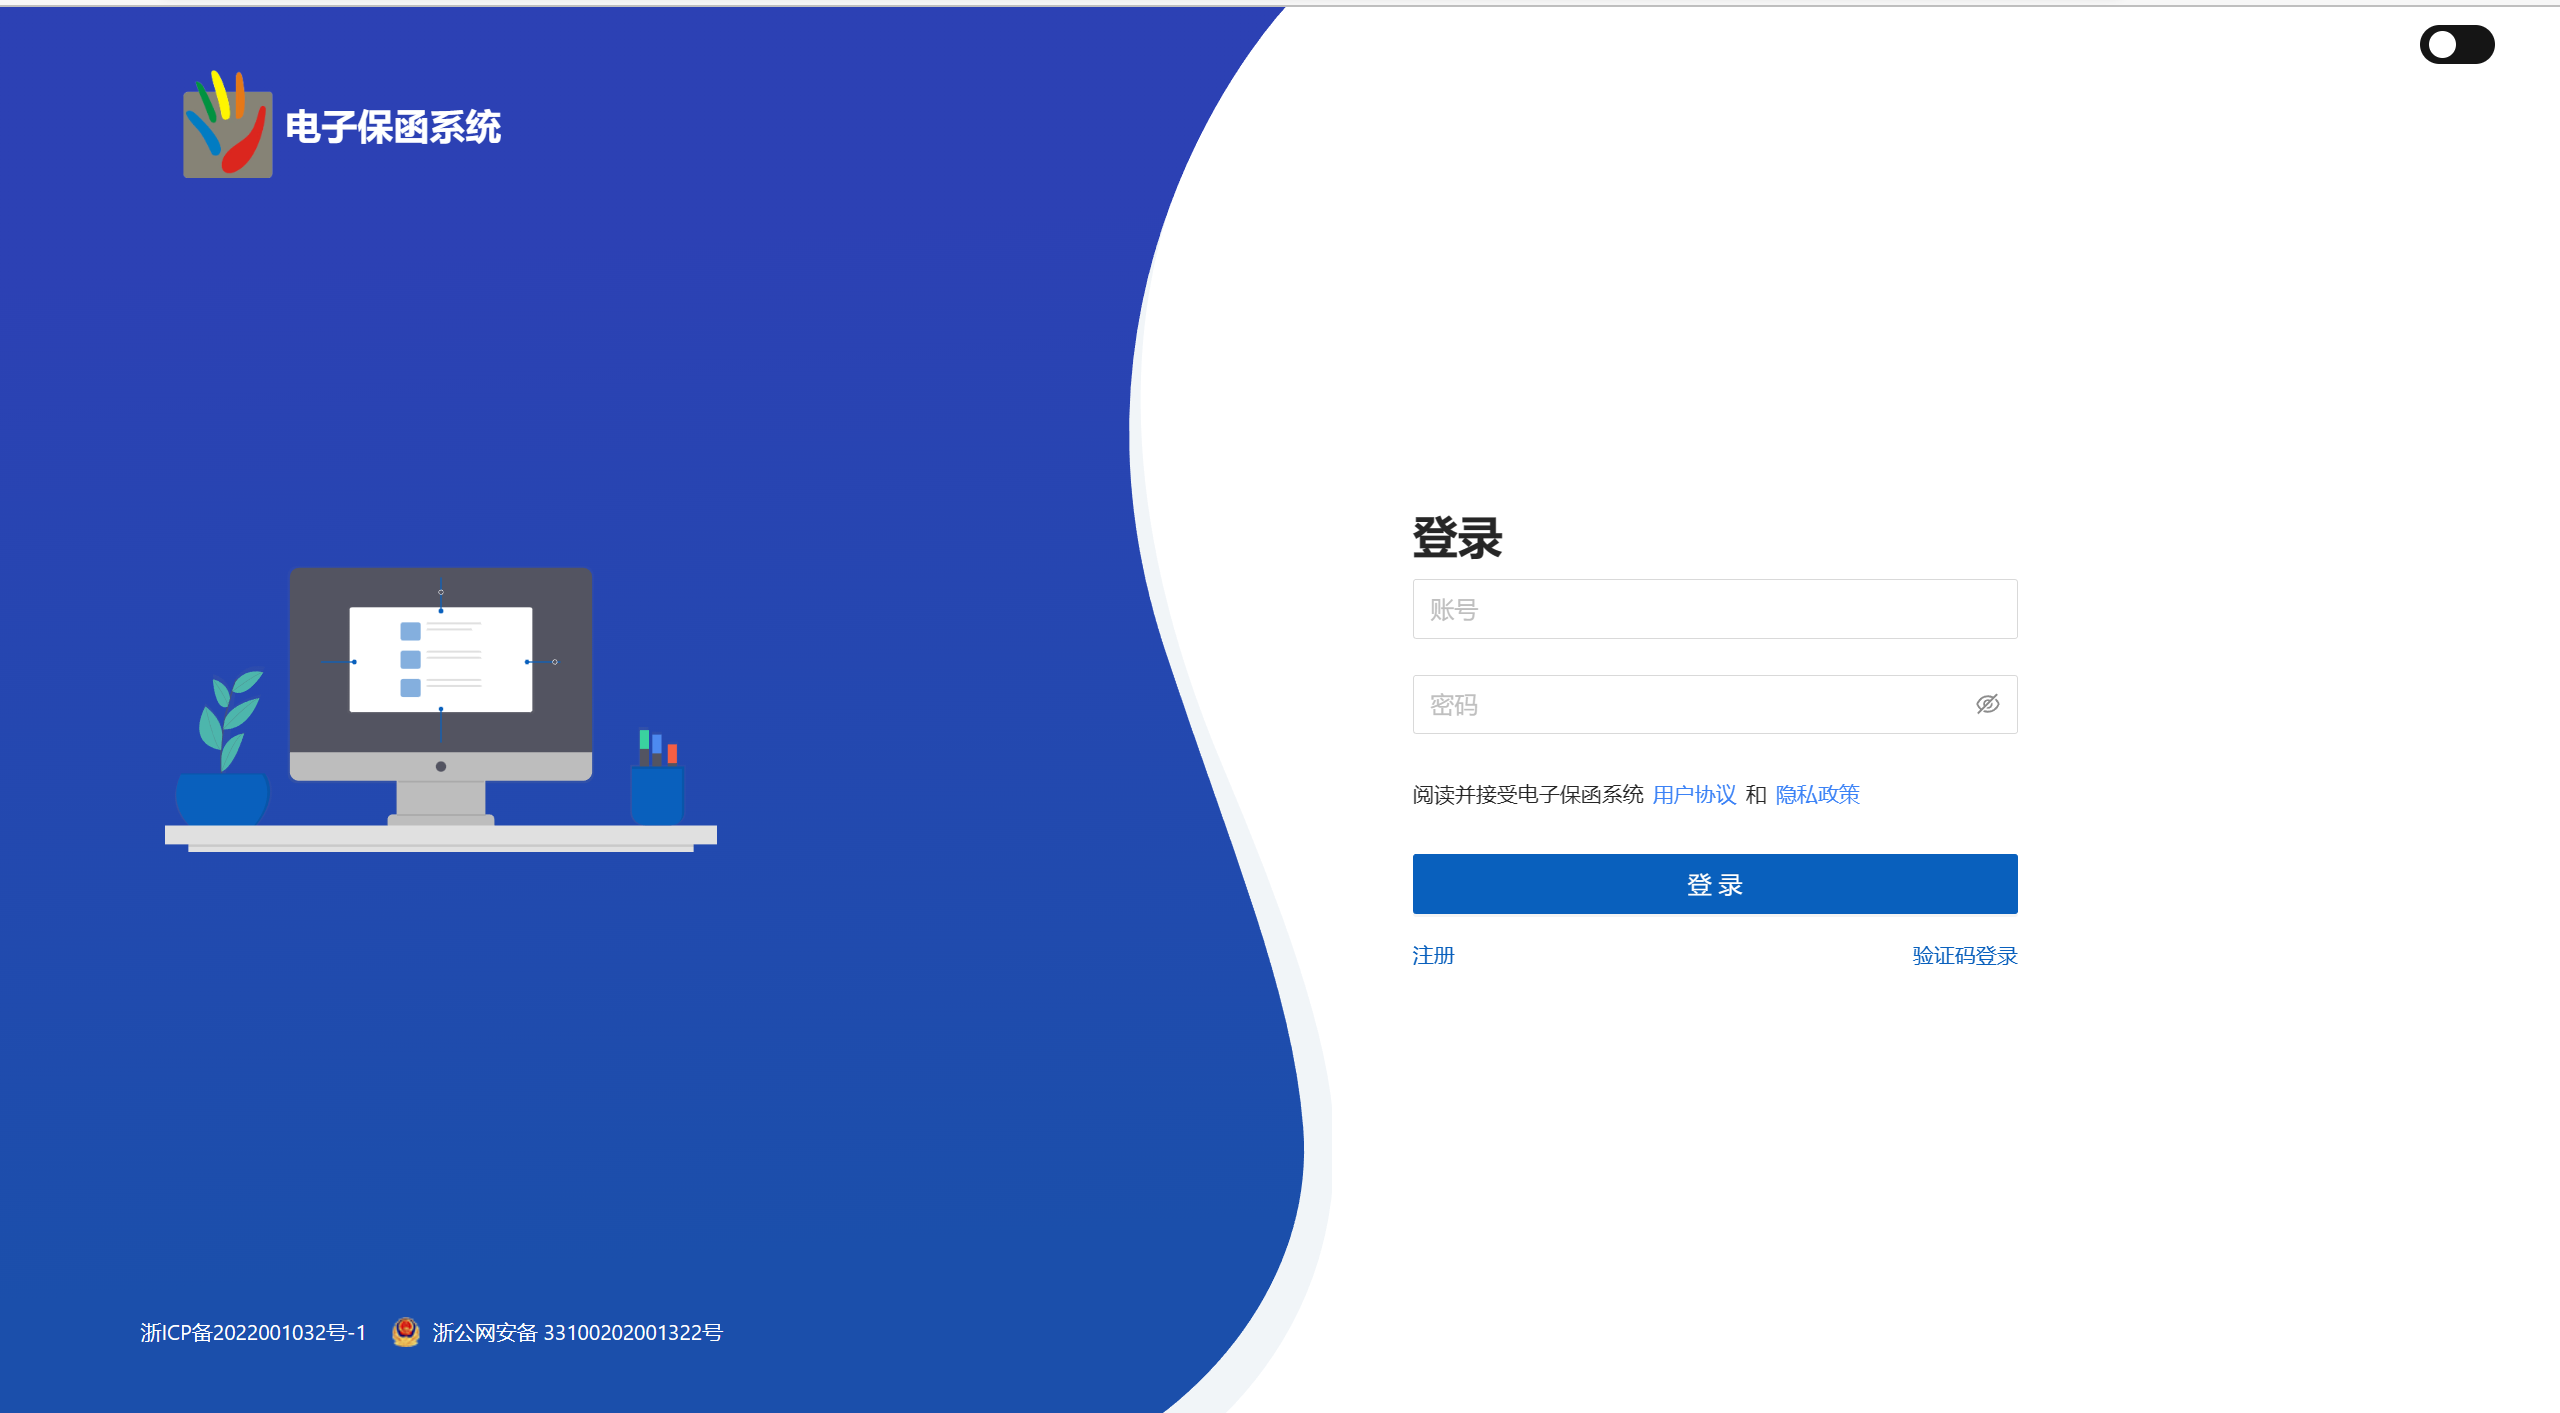 电子保函系统
登录
账号
密码
阅读并接受电子保函系统 用户协议 和 隐私政策
登 录
注册
验证码登录
浙ICP备2022001032号-1 浙公网安备 33100202001322号